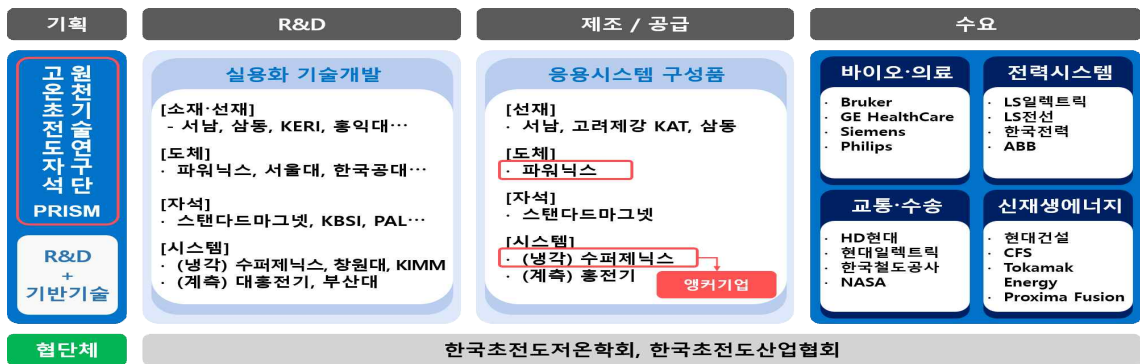 기획
R&D
제조 / 공급
수요
고온초전도자석
원천기술연구단
PRISM
R&D
+
기반기술
실용화 기술개발
[소재·선재]
- 서남, 삼동, KERI, 홍익대…
[도체]
· 파워닉스, 서울대, 한국공대…
[자석]
· 스탠다드마그넷, KBSI, PAL…
[시스템]
· (냉각) 수퍼제닉스, 창원대, KIMM
· (계측) 대홍전기, 부산대
응용시스템 구성품
[선재]
· 서남, 고려제강 KAT, 삼동
[도체]
· 파워닉스
[자석]
· 스탠다드마그넷
[시스템]
· (냉각) 수퍼제닉스
· (계측) 홍전기
앵커기업
바이오·의료
· Bruker
· GE HealthCare
· Siemens
· Philips
전력시스템
· LS일렉트릭
· LS전선
· 한국전력
· ABB
교통·수송
· HD현대
· 현대일렉트릭
· 한국철도공사
· NASA
신재생에너지
· 현대건설
· CFS
· Tokamak
Energy
· Proxima Fusion
협단체
한국초전도저온학회, 한국초전도산업협회